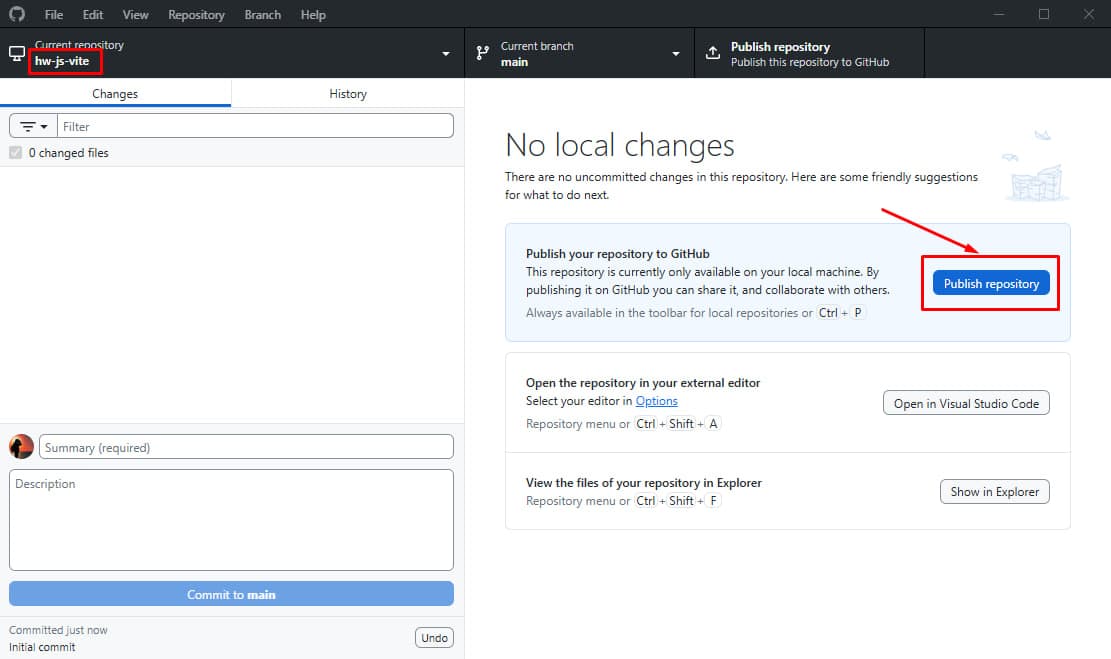 File Edit View Repository Branch Help
Current repository
hw-js-vite
Current branch
main
Publish repository
Publish this repository to GitHub
Changes History
Filter
0 changed files
No local changes
There are no uncommitted changes in this repository. Here are some friendly suggestions
for what to do next.
Publish your repository to GitHub
This repository is currently only available on your local machine. By
publishing it on GitHub you can share it, and collaborate with others.
Always available in the toolbar for local repositories or Ctrl + P
Publish repository
Open the repository in your external editor
Select your editor in Options
Repository menu or Ctrl + Shift + A
Open in Visual Studio Code
View the files of your repository in Explorer
Repository menu or Ctrl + Shift + F
Show in Explorer
Summary (required)
Description
Commit to main
Committed just now
Initial commit
Undo